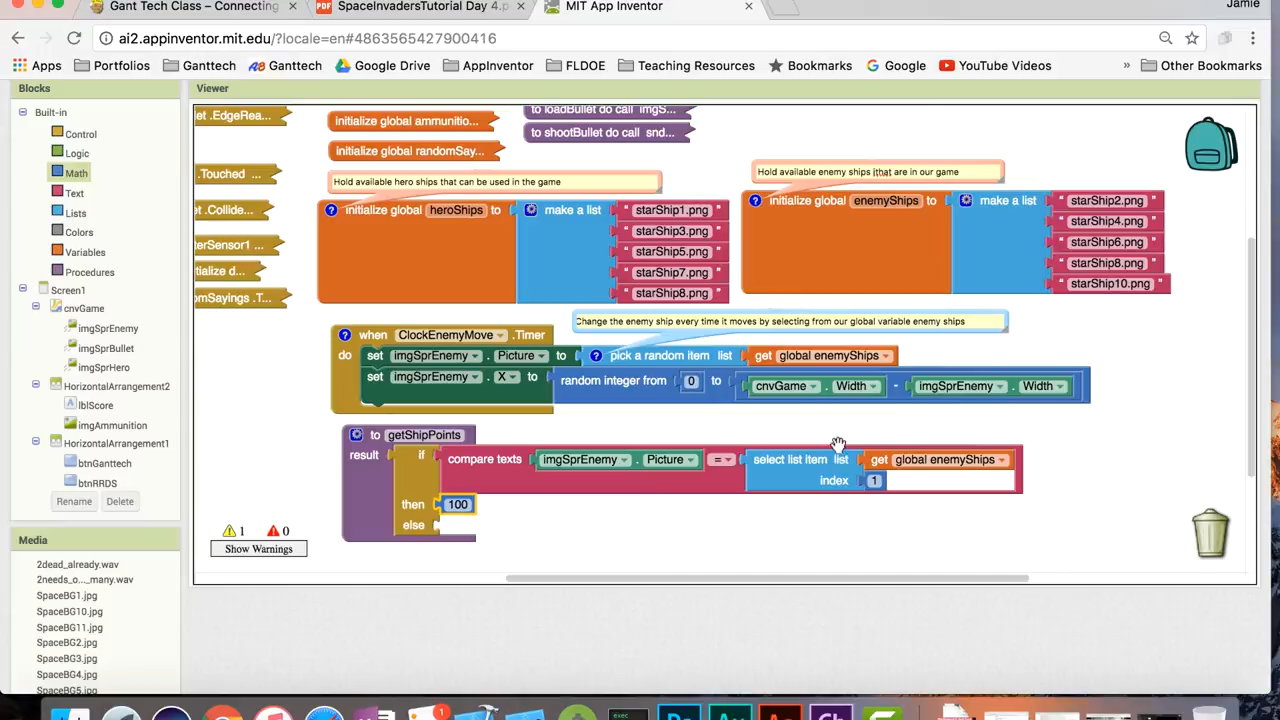 Gant Tech Class – Connecting
SpaceInvadersTutorial Day 4.p
MIT App Inventor
Jamie
ai2.appinventor.mit.edu/?locale=en#4863565427900416
Apps
Portfolios
Ganttech
Ganttech
Google Drive
AppInventor
FLDOE
Teaching Resources
Bookmarks
Google
YouTube Videos
»
Other Bookmarks
Blocks
Viewer
Built-in
Control
Logic
Math
Text
Lists
Colors
Variables
Procedures
Screen1
cnvGame
imgSprEnemy
imgSprBullet
imgSprHero
HorizontalArrangement2
lblScore
imgAmmunition
HorizontalArrangement1
btnGanttech
btnRRDS
Rename
Delete
Media
2dead_already.wav
2needs_o..._many.wav
SpaceBG1.jpg
SpaceBG10.jpg
SpaceBG11.jpg
SpaceBG2.jpg
SpaceBG3.jpg
SpaceBG4.jpg
SpaceBG5.jpg
et .EdgeRea...
.Touched ...
et .Collide...
terSensor1 ...
itialize d...
omSayings .T...
initialize global ammunitio...
initialize global randomSay...
to loadBullet do call imgS...
to shootBullet do call snd...
Hold available hero ships that can be used in the game
initialize global heroShips to make a list
" starShip1.png "
" starShip3.png "
" starShip5.png "
" starShip7.png "
" starShip8.png "
Hold available enemy ships ithat are in our game
initialize global enemyShips to make a list
" starShip2.png "
" starShip4.png "
" starShip6.png "
" starShip8.png "
" starShip10.png "
Change the enemy ship every time it moves by selecting from our global variable enemy ships
when ClockEnemyMove .Timer
do set imgSprEnemy . Picture to pick a random item list get global enemyShips
set imgSprEnemy . X to random integer from 0 to cnvGame . Width - imgSprEnemy . Width
to getShipPoints
result if compare texts imgSprEnemy . Picture = select list item list get global enemyShips
index 1
then 100
else
1
0
Show Warnings
exec
1